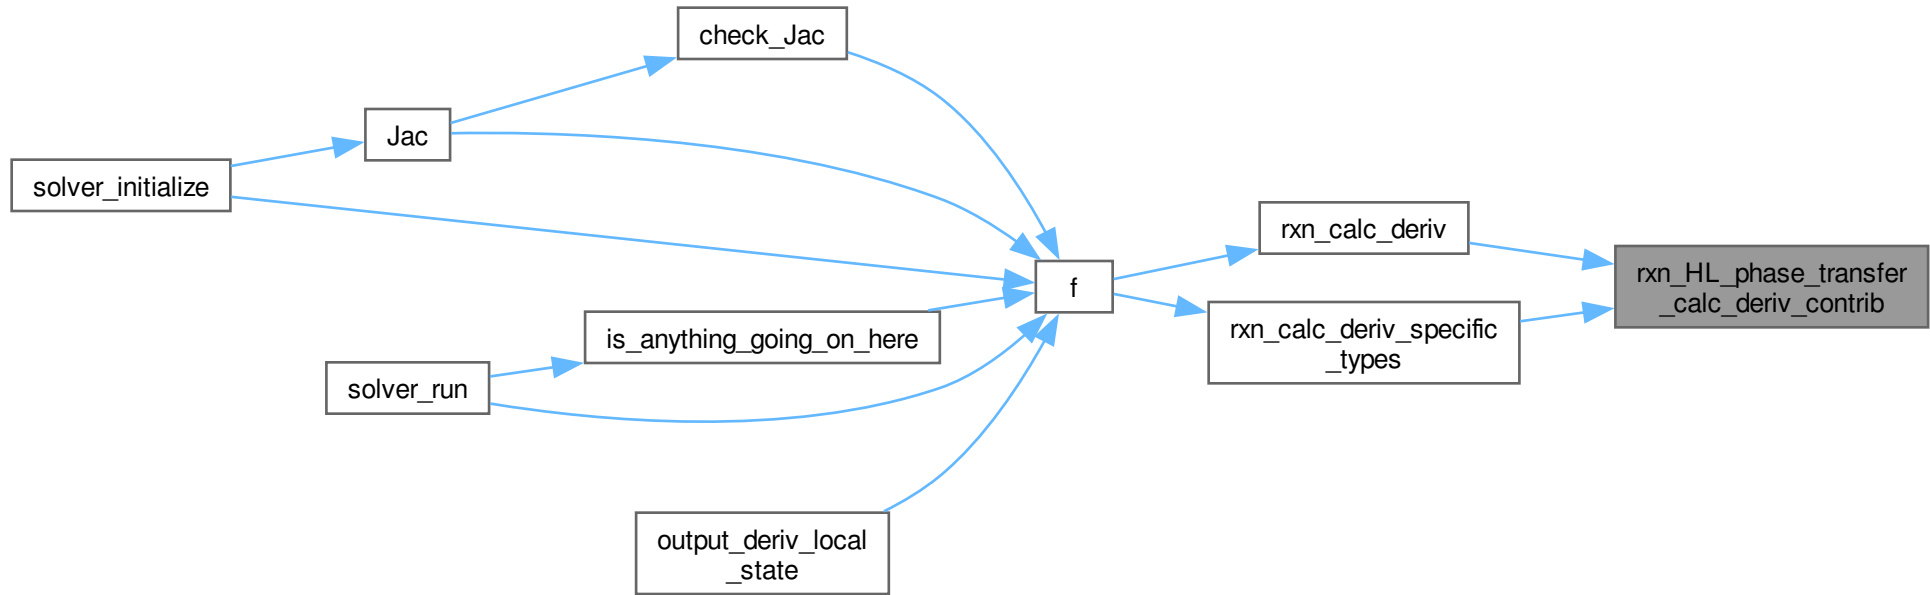 check_Jac
Jac
solver_initialize
rxn_calc_deriv
rxn_HL_phase_transfer
_calc_deriv_contrib
f
is_anything_going_on_here
rxn_calc_deriv_specific
_types
solver_run
output_deriv_local
_state